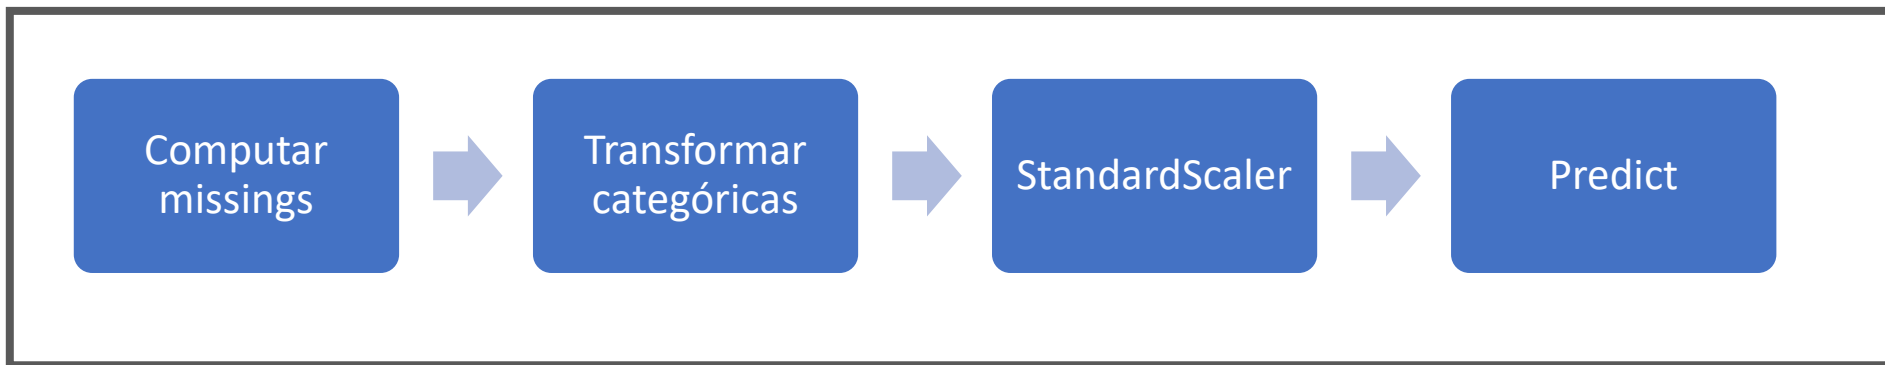 Computar
missings
Transformar
categóricas
StandardScaler
Predict